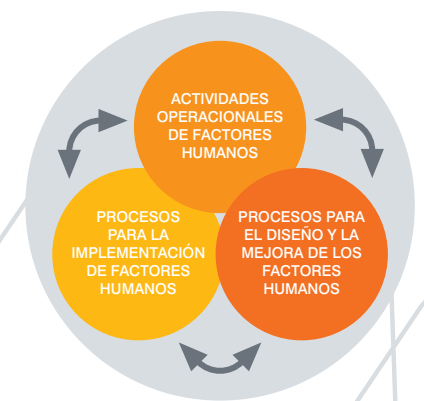 ACTIVIDADES
OPERACIONALES
DE FACTORES
HUMANOS
PROCESOS
PARA LA
IMPLEMENTACIÓN
DE FACTORES
HUMANOS
PROCESOS PARA
EL DISEÑO Y LA
MEJORA DE LOS
FACTORES
HUMANOS